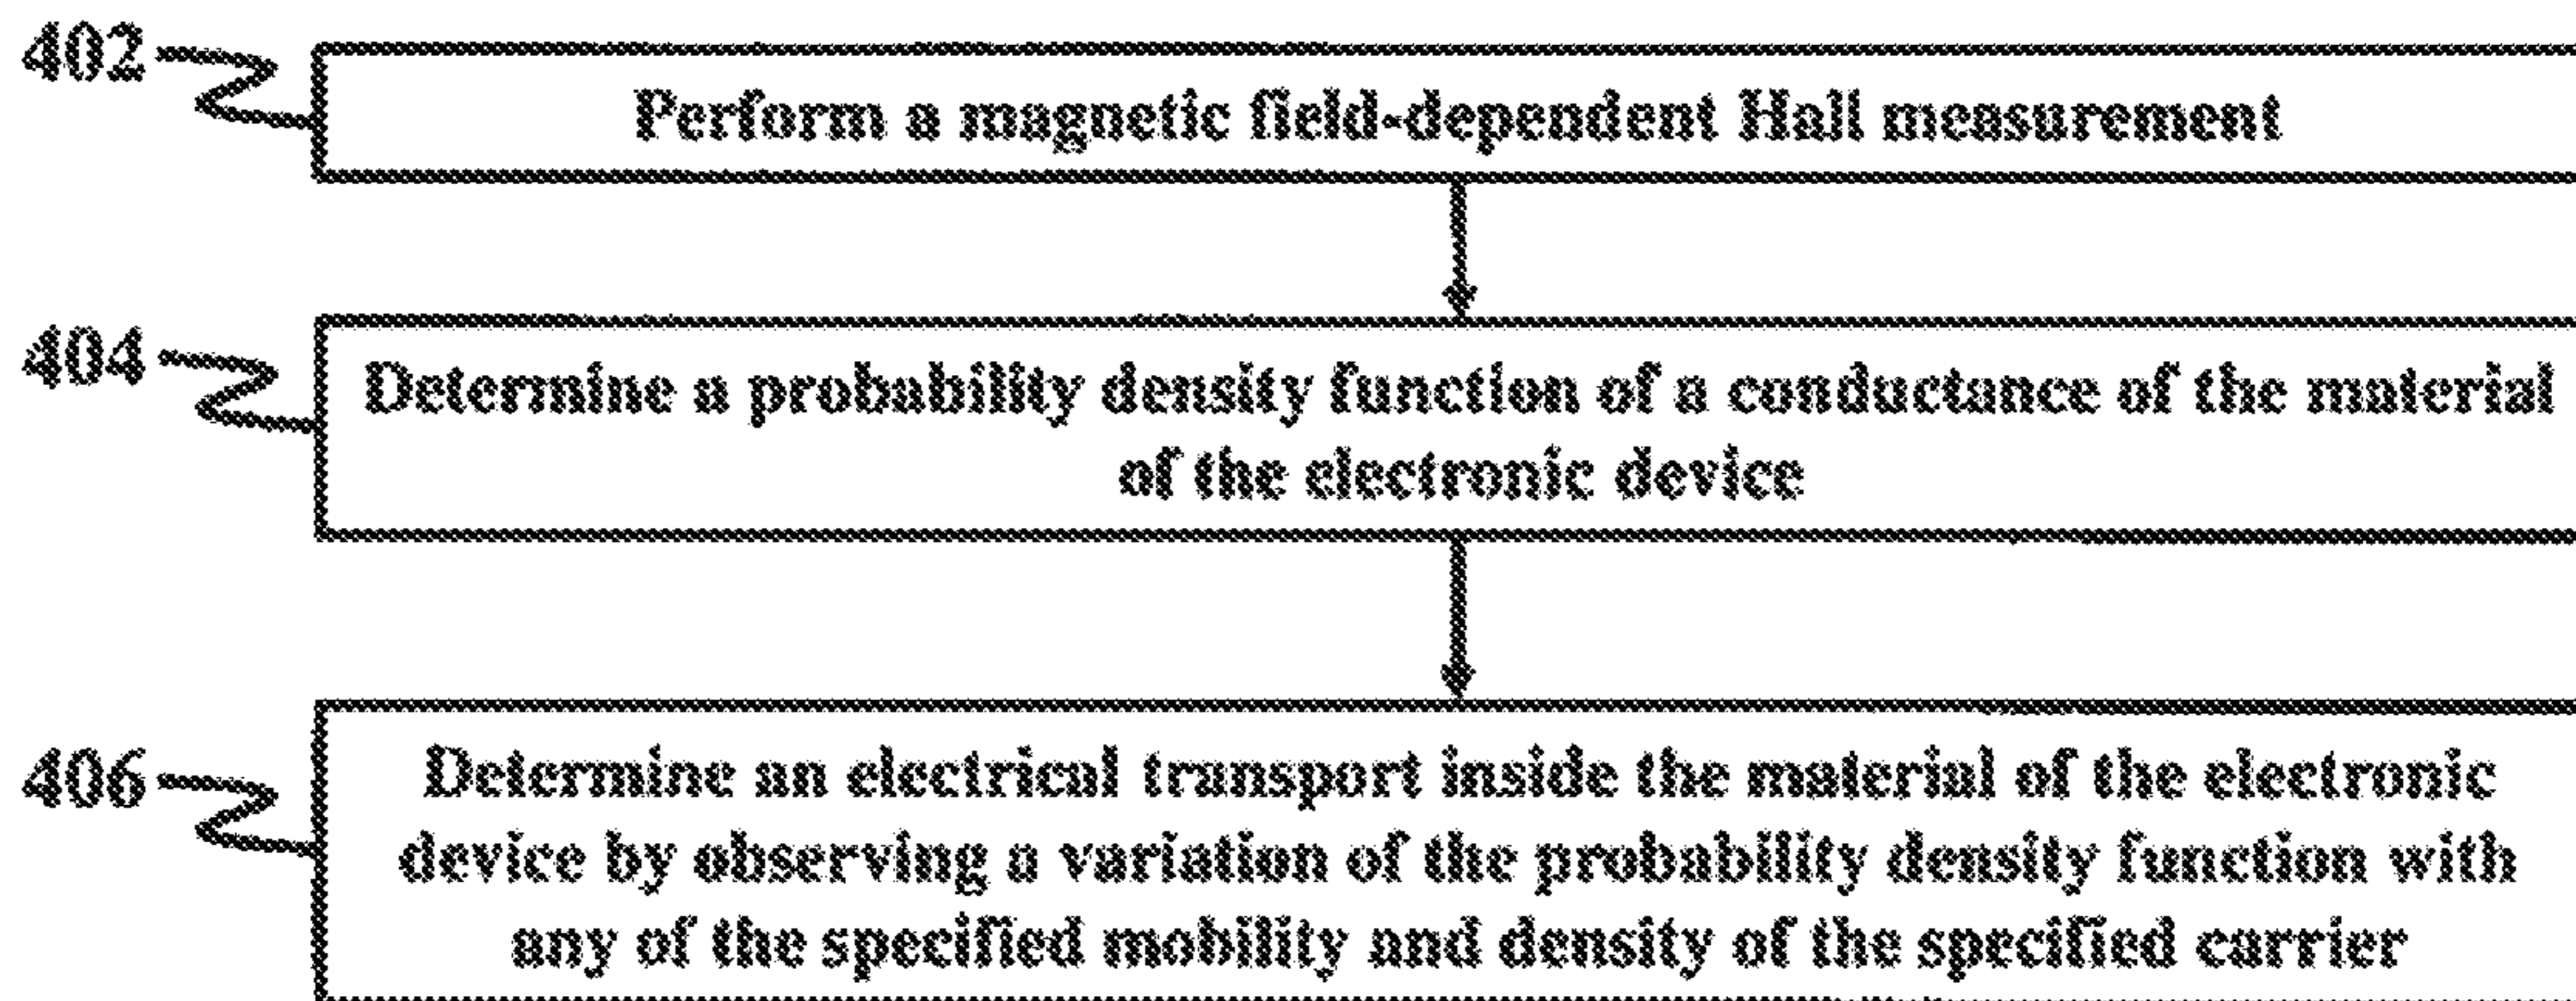 402
Perform a magnetic field-dependent Hall measurement
404
Determine a probability density function of a conductance of the material
of the electronic device
406
Determine an electrical transport inside the material of the electronic
device by observing a variation of the probability density function with
any of the specified mobility and density of the specified carrier